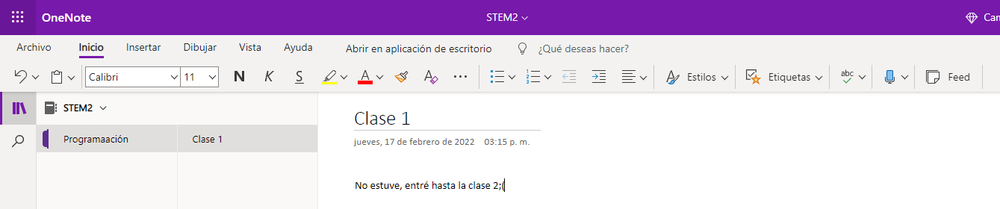 OneNote
STEM2
Can
Archivo Inicio Insertar Dibujar Vista Ayuda Abrir en aplicación de escritorio ¿Qué deseas hacer?
Calibri 11 N K S A A Estilos Etiquetas abc Feed
STEM2
Programaación Clase 1
Clase 1
jueves, 17 de febrero de 2022 03:15 p. m.
No estuve, entré hasta la clase 2;(